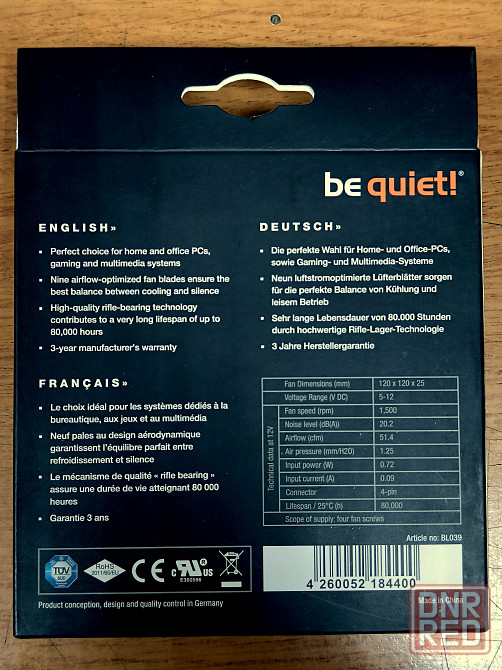 be quiet!®
ENGLISH»
▪ Perfect choice for home and office PCs,
gaming and multimedia systems
▪ Nine airflow-optimized fan blades ensure the
best balance between cooling and silence
▪ High-quality rifle-bearing technology
contributes to a very long lifespan of up to
80,000 hours
▪ 3-year manufacturer's warranty
FRANÇAIS»
▪ Le choix idéal pour les systèmes dédiés à la
bureautique, aux jeux et au multimédia
▪ Neuf pales au design aérodynamique
garantissent l'équilibre parfait entre
refroidissement et silence
▪ Le mécanisme de qualité « rifle bearing »
assure une durée de vie atteignant 80 000
heures
▪ Garantie 3 ans
DEUTSCH»
▪ Die perfekte Wahl für Home- und Office-PCs,
sowie Gaming- und Multimedia-Systeme
▪ Neun luftstromoptimierte Lüfterblätter sorgen
für die perfekte Balance von Kühlung und
leisem Betrieb
▪ Sehr lange Lebensdauer von 80.000 Stunden
durch hochwertige Rifle-Lager-Technologie
▪ 3 Jahre Herstellergarantie
Fan Dimensions (mm) 120 x 120 x 25
Voltage Range (V DC) 5-12
Technical data at 12V
Fan speed (rpm) 1,500
Noise level (dB(A)) 20.2
Airflow (cfm) 51.4
Air pressure (mm/H2O) 1.25
Input power (W) 0.72
Input current (A) 0.09
Connector 4-pin
Lifespan / 25°C (h) 80,000
Scope of supply: four fan screws
Article no: BL039
TÜV
SÜD
RoHS
2011/65/EU
CE
c RU US
E360596
4 260052 184400
Product conception, design and quality control in Germany
Made in China
DNR
RED